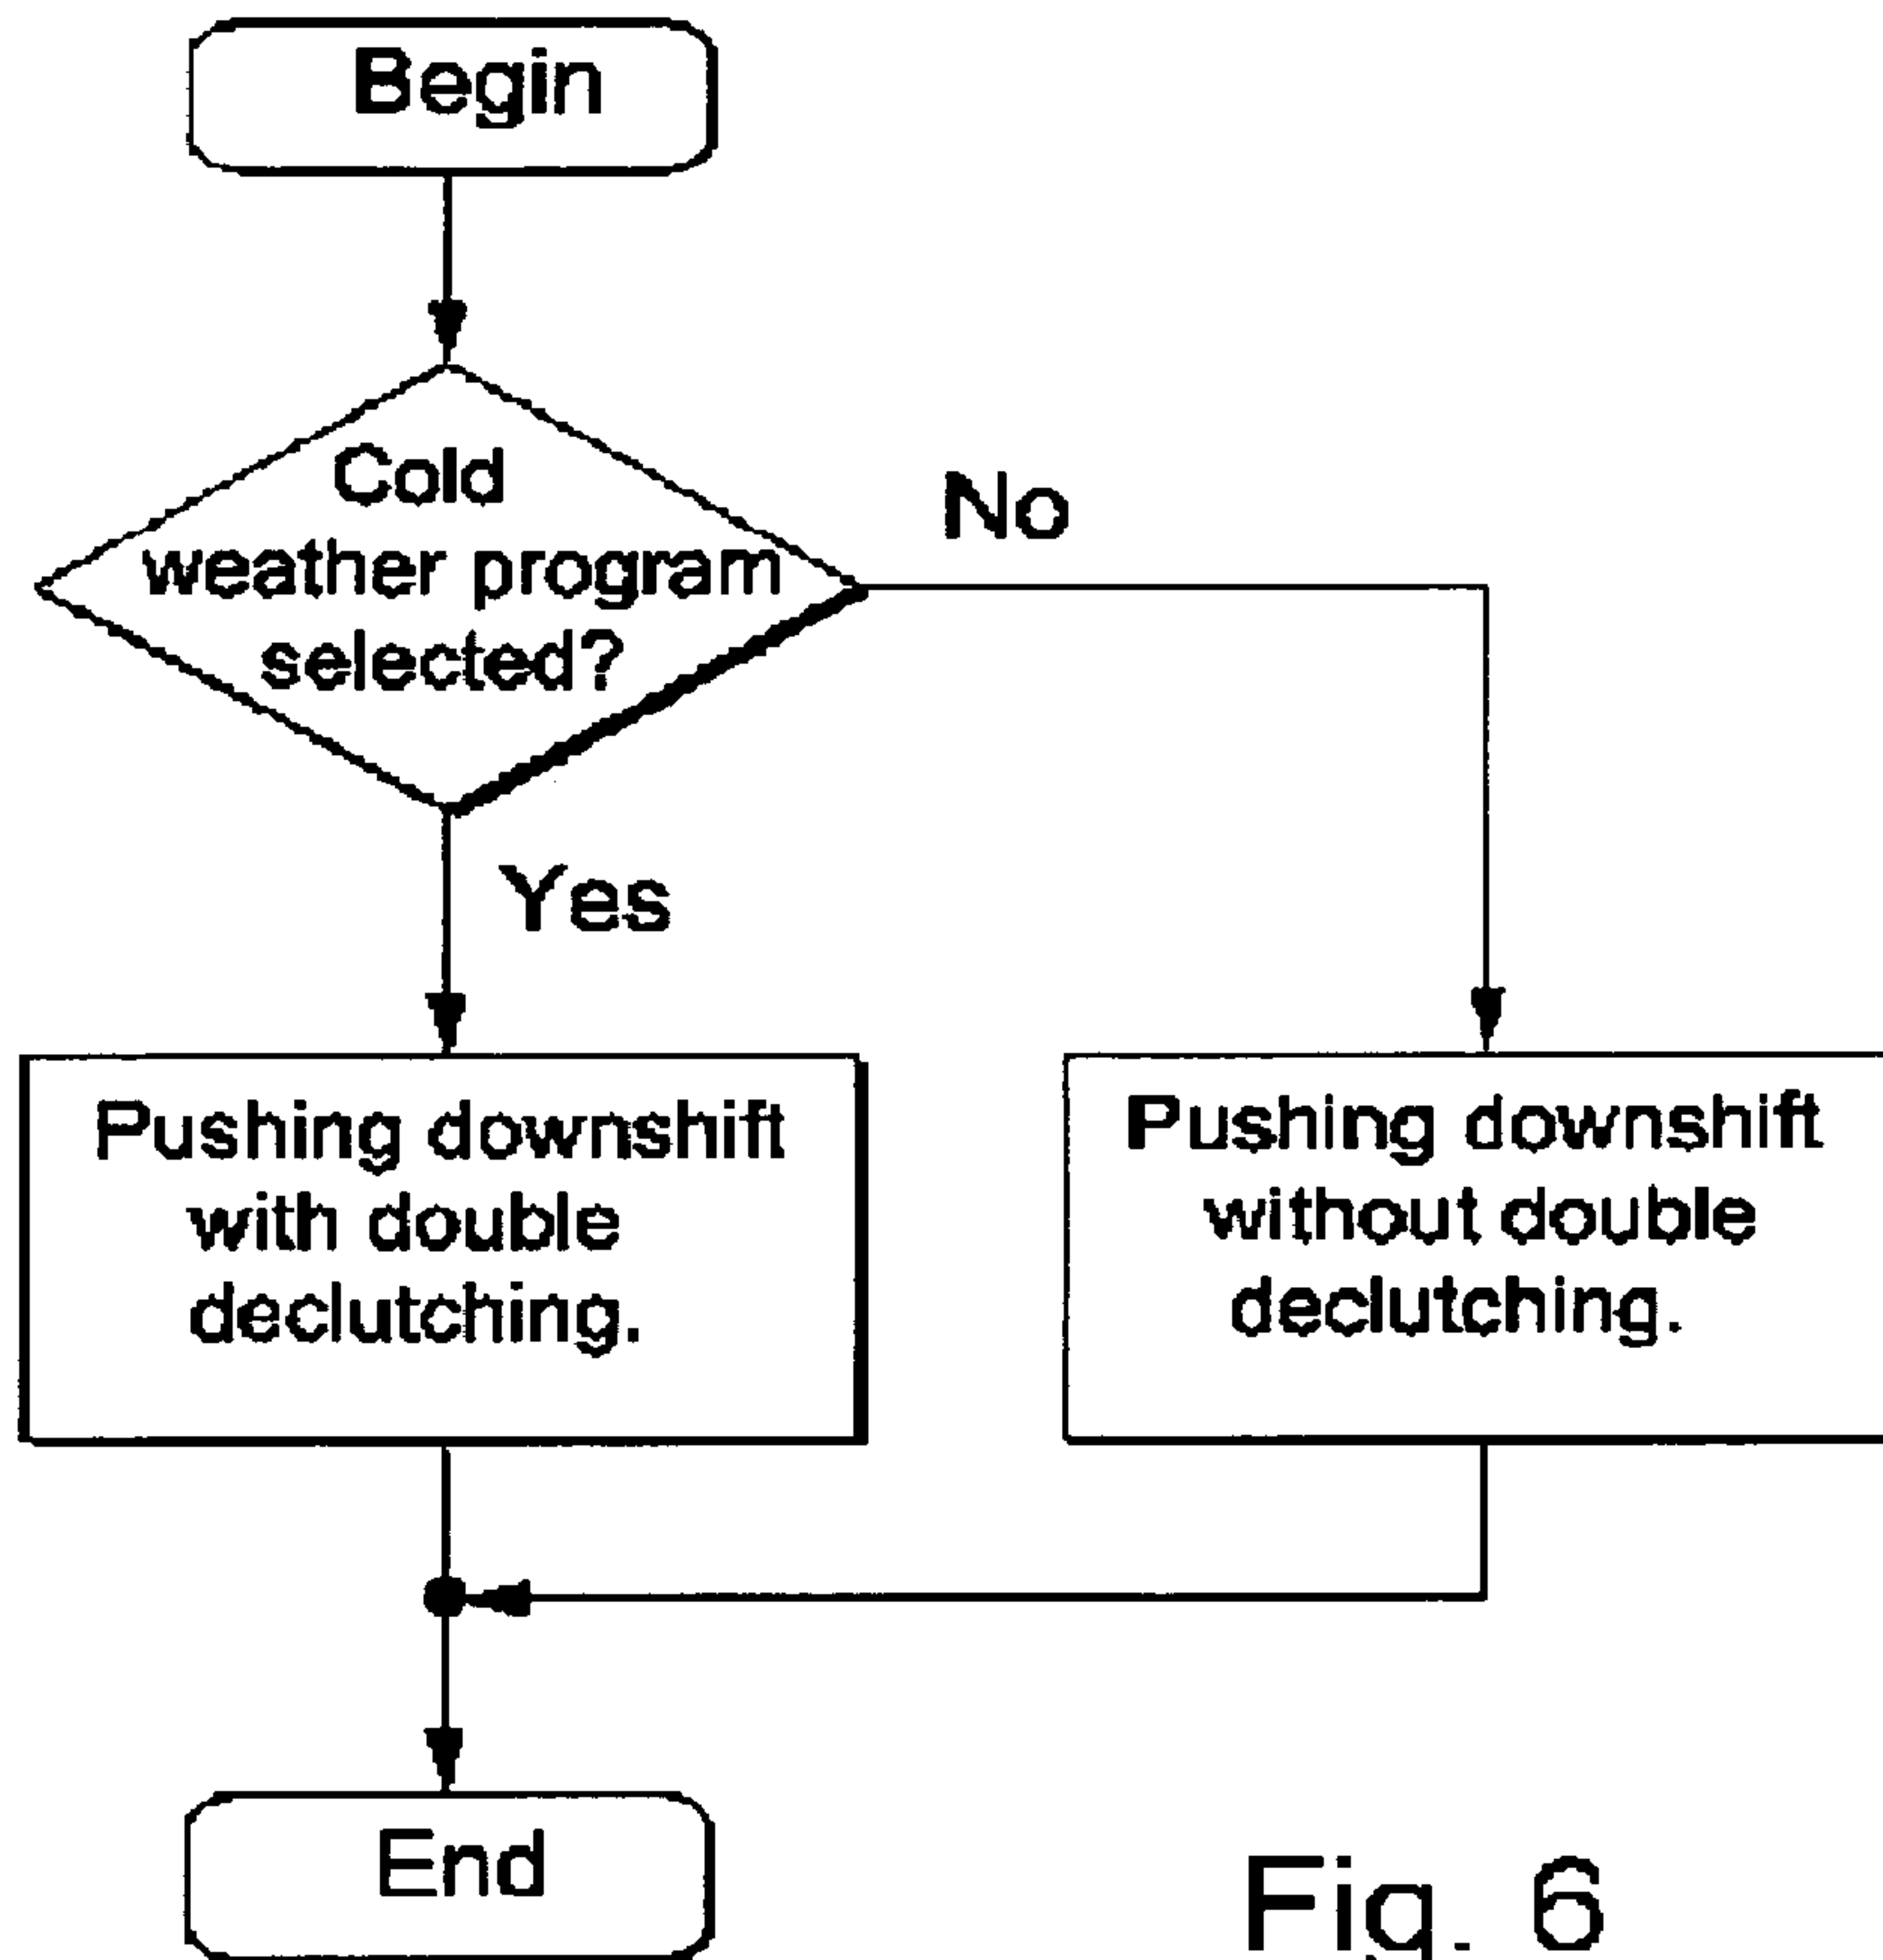 Begin
Cold
weather program
selected?
No
Yes
Pushing downshift
with double
declutching.
Pushing downshift
without double
declutching.
End
Fig. 6